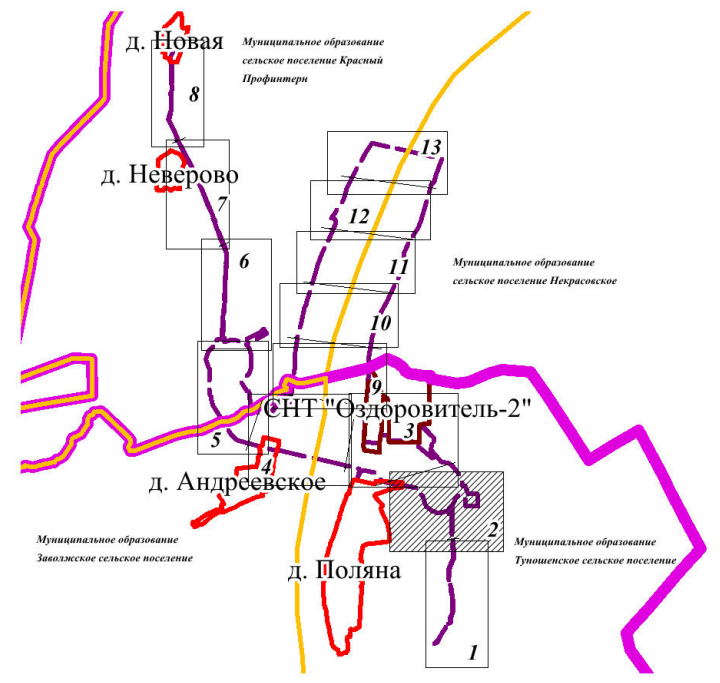 д. Новая
Муниципальное образование
сельское поселение Красный
Профинтерн
8
13
д. Неверово
7
12
6
11
Муниципальное образование
сельское поселение Некрасовское
10
9
СНТ "Оздоровитель-2"
3
5
4
д. Андреевское
2
Муниципальное образование
Заволжское сельское поселение
Муниципальное образование
Туношенское сельское поселение
д. Поляна
1